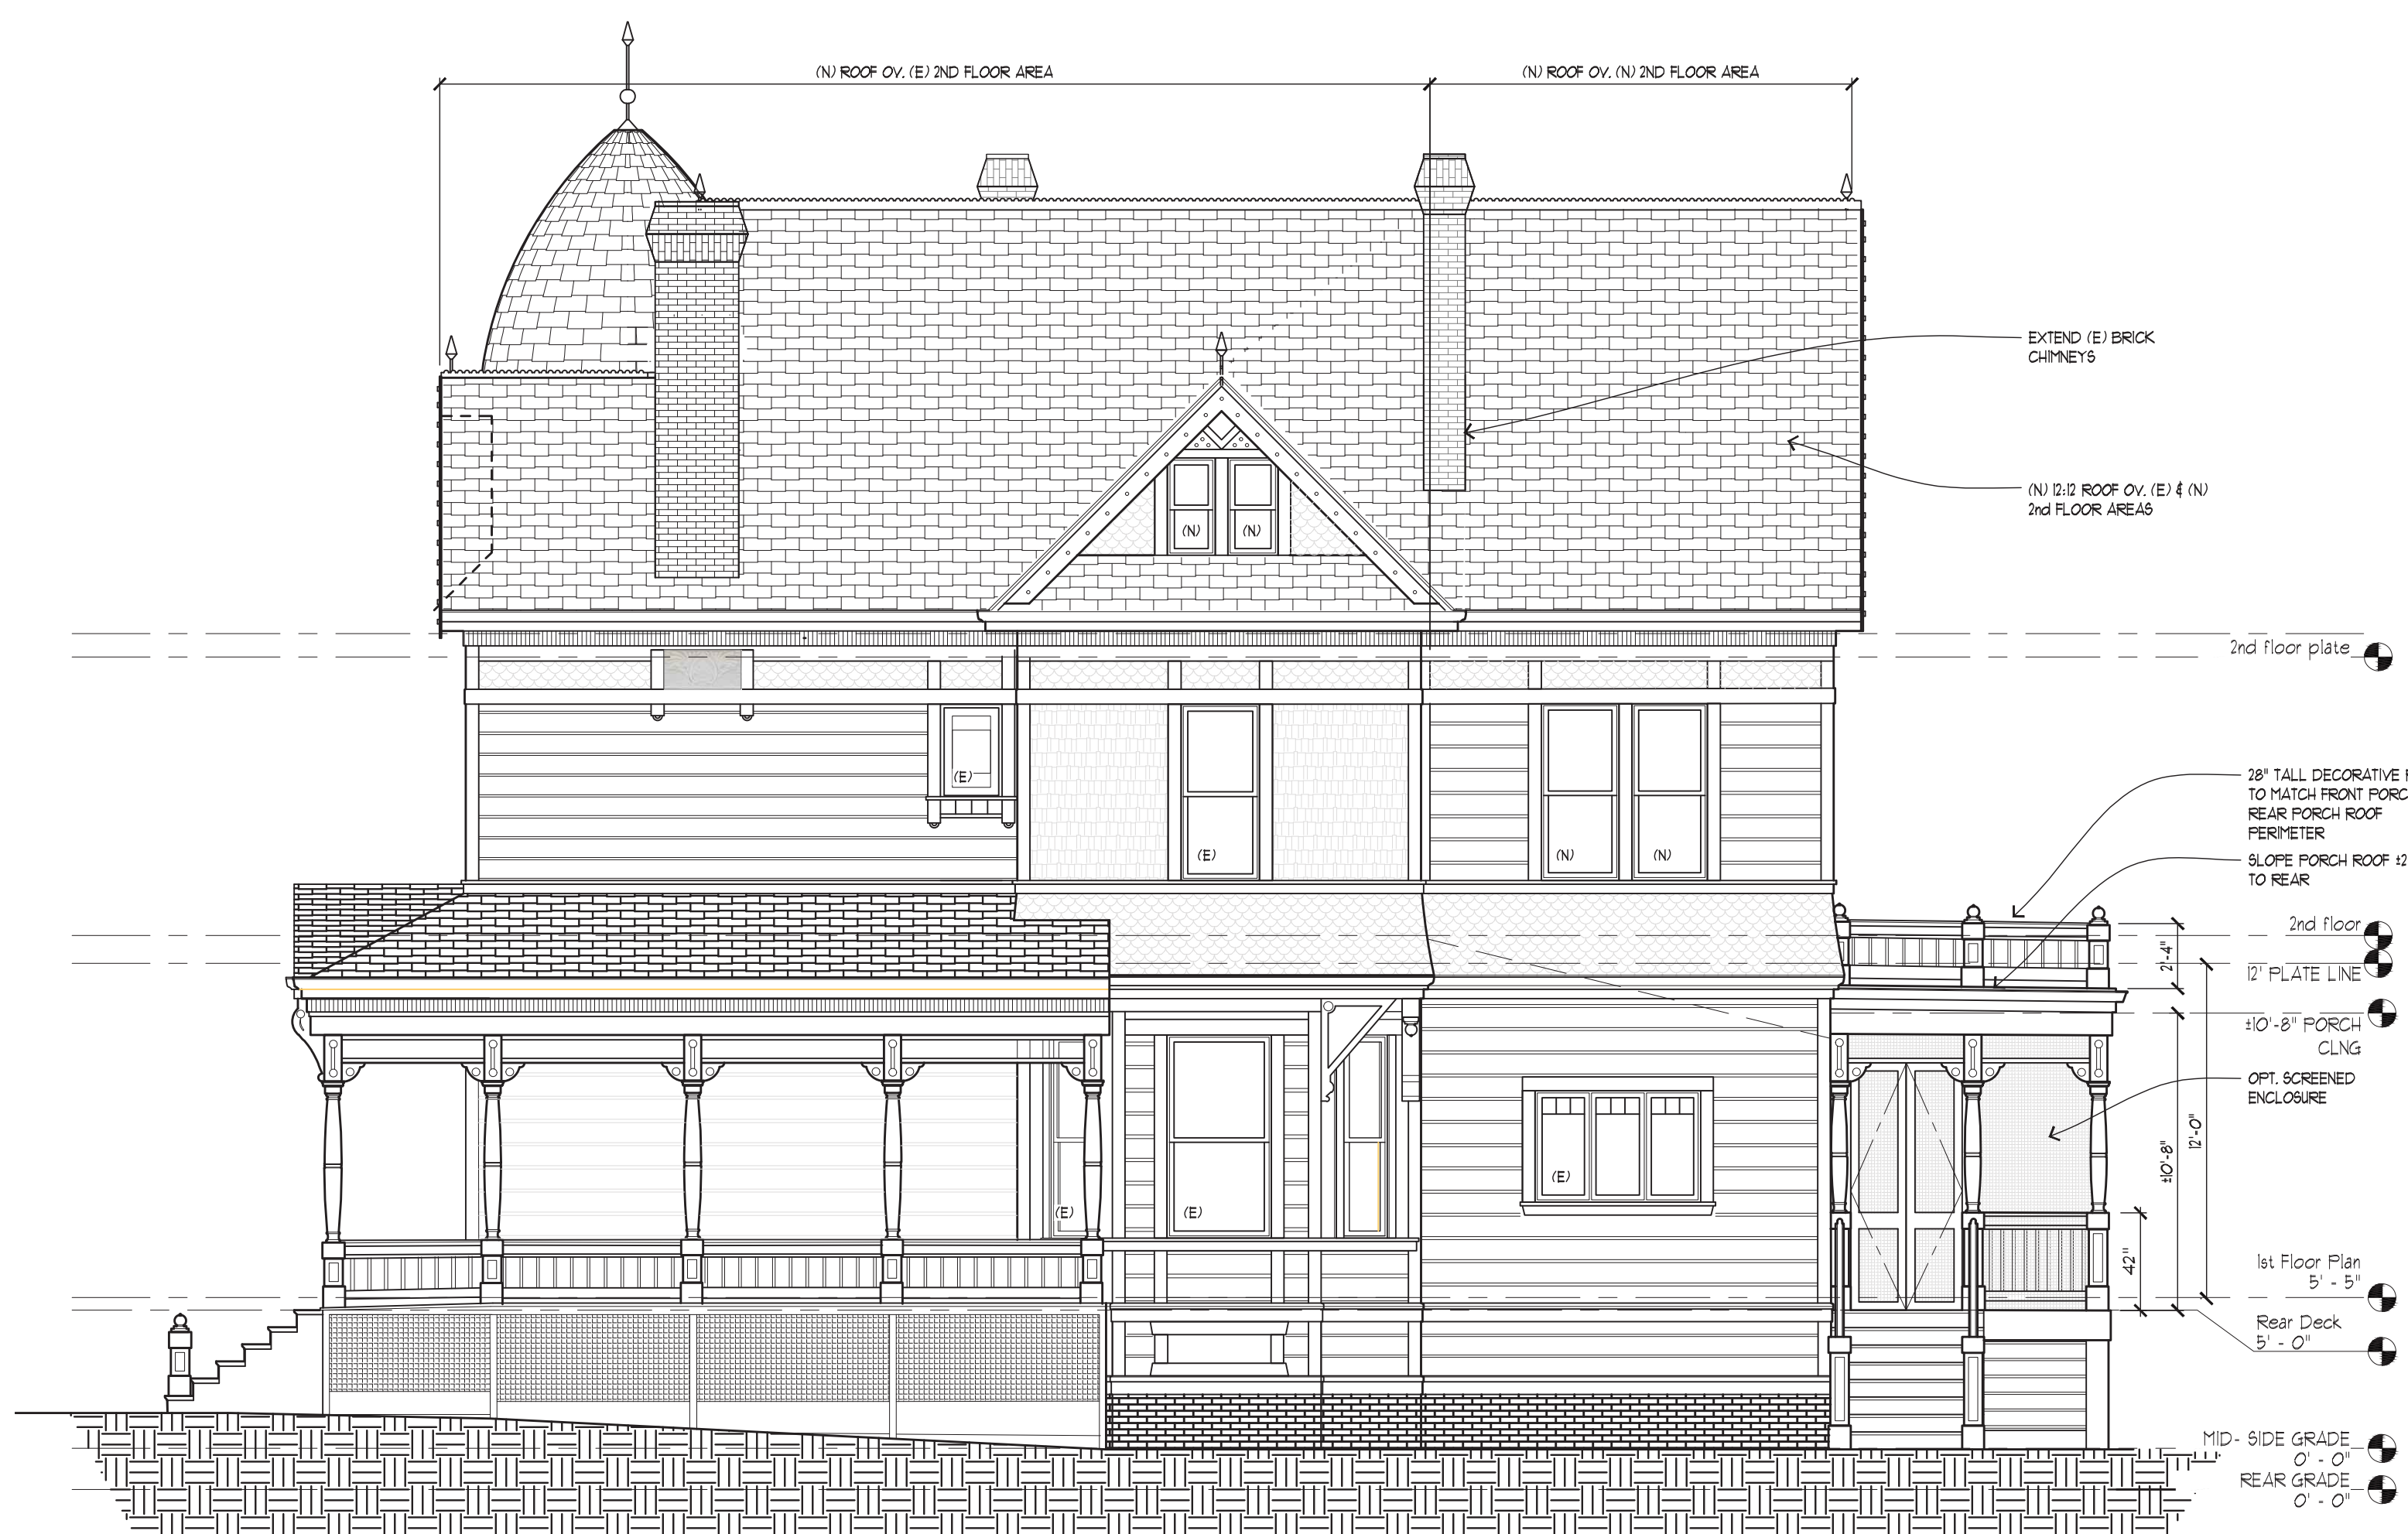 (N) ROOF OV. (E) 2ND FLOOR AREA
(N) ROOF OV. (N) 2ND FLOOR AREA
EXTEND (E) BRICK
CHIMNEYS
(N) 12:12 ROOF OV. (E) & (N)
2nd FLOOR AREAS
(N)
(N)
2nd floor plate
(E)
(E)
(N)
(N)
28" TALL DECORATIVE
TO MATCH FRONT PORC
REAR PORCH ROOF
PERIMETER
SLOPE PORCH ROOF ±2
TO REAR
2nd floor
2'-4"
12' PLATE LINE
±10'-8" PORCH
CLNG
OPT. SCREENED
ENCLOSURE
12'-0"
±10'-8"
(E)
(E)
(E)
42"
1st Floor Plan
5' - 5"
Rear Deck
5' - 0"
MID- SIDE GRADE
0' - 0"
REAR GRADE
0' - 0"